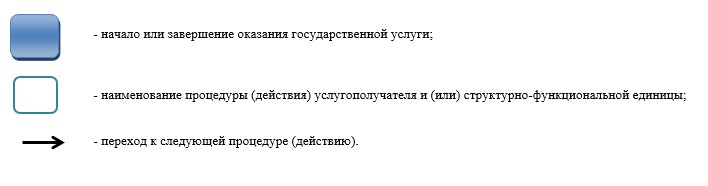 - начало или завершение оказания государственной услуги;
- наименование процедуры (действия) услугополучателя и (или) структурно-функциональной единицы;
- переход к следующей процедуре (действию).